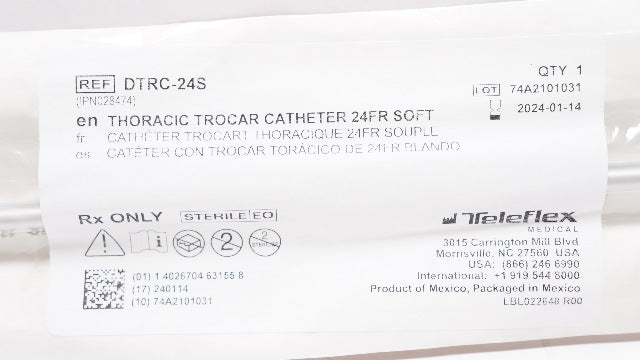 REF DTRC-24S
QTY 1
(IPN028474)
LOT 74A2101031
2024-01-14
en THORACIC TROCAR CATHETER 24FR SOFT
fr CATHÉTER TROCART THORACIQUE 24FR SOUPLE
es CATÉTER CON TROCAR TORÁCICO DE 24FR BLANDO
Rx ONLY STERILE EO
Teleflex
MEDICAL
3015 Carrington Mill Blvd
Morrisville, NC 27560 USA
USA: (866) 246 6990
International: +1 919 544 8000
Product of Mexico, Packaged in Mexico
LBL022648 R00
2
(01) 1 4026704 63155 8
(17) 240114
(10) 74A2101031